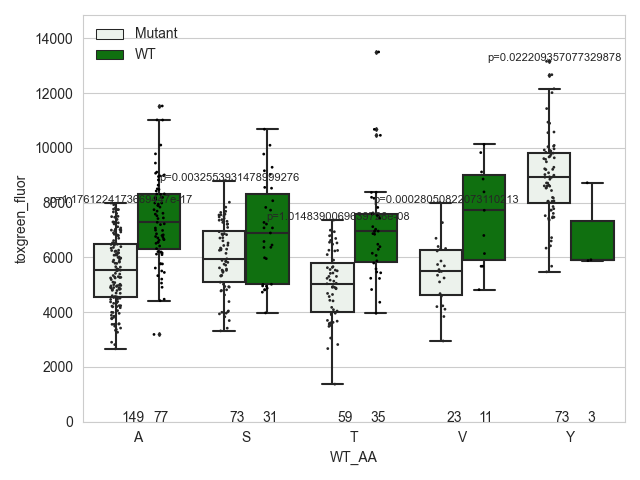 Mutant
WT
14000
12000
10000
8000
6000
4000
2000
0
toxgreen_fluor
p=0.022209357077329878
p=0.0032553931478999276
p=0.00028050822073110213
149 77 73 31 59 35 23 11 73 3
A S T V Y
WT_AA